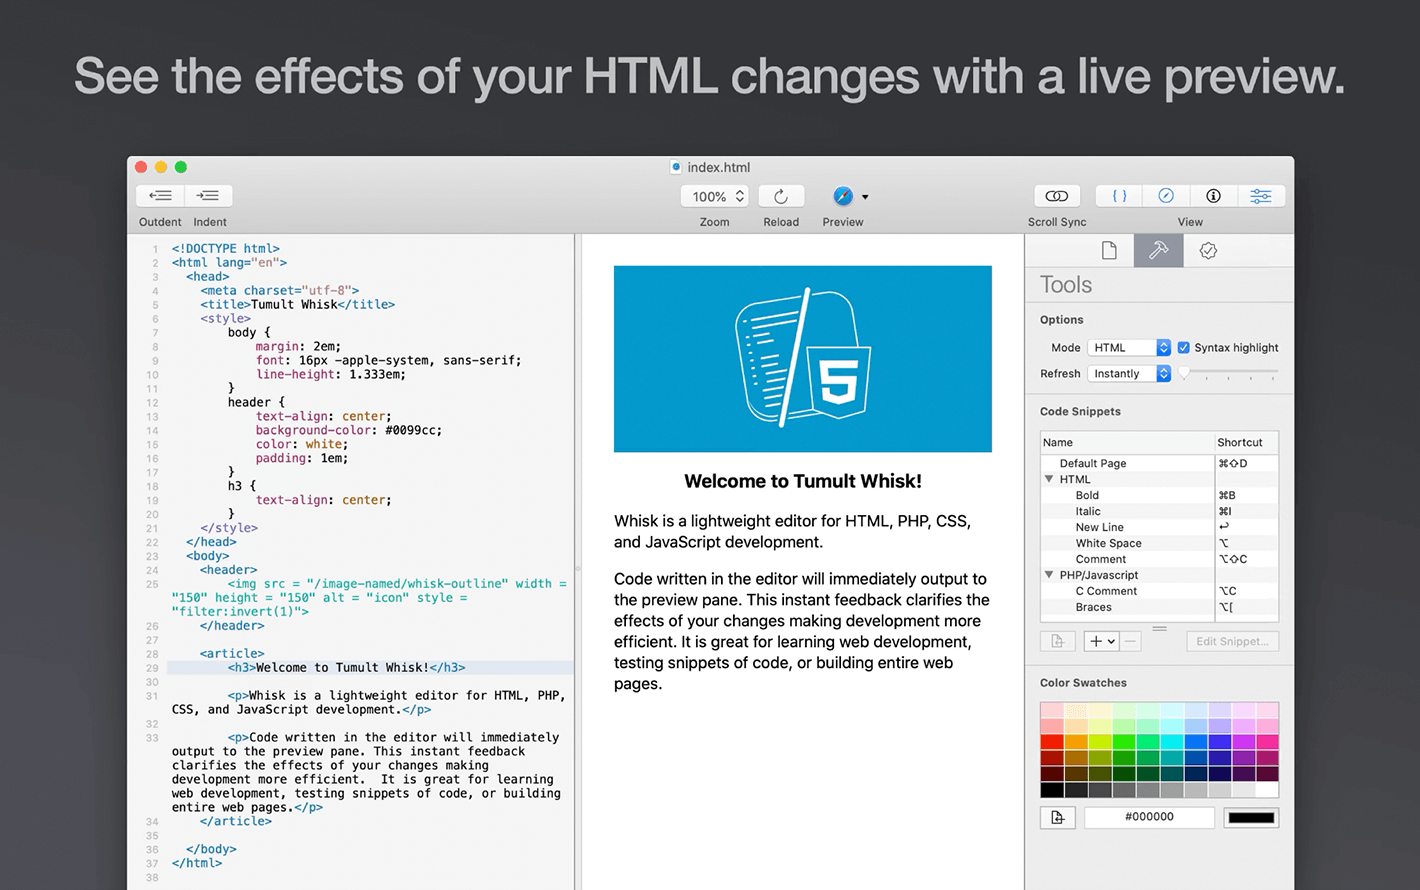 See the effects of your HTML changes with a live preview.
index.html
100%
Outdent Indent Zoom Reload Preview Scroll Sync View
1 <!DOCTYPE html>
2 <html lang="en">
3 <head>
4 <meta charset="utf-8">
5 <title>Tumult Whisk</title>
6 <style>
7 body {
8 margin: 2em;
9 font: 16px -apple-system, sans-serif;
10 line-height: 1.333em;
11 }
12 header {
13 text-align: center;
14 background-color: #0099cc;
15 color: white;
16 padding: 1em;
17 }
18 h3 {
19 text-align: center;
20 }
21 </style>
22 </head>
23 <body>
24 <header>
25 <img src = "/image-named/whisk-outline" width =
"150" height = "150" alt = "icon" style =
"filter:invert(1)">
26 </header>
27
28 <article>
29 <h3>Welcome to Tumult Whisk!</h3>
30
31 <p>Whisk is a lightweight editor for HTML, PHP,
CSS, and JavaScript development.</p>
32
33 <p>Code written in the editor will immediately
output to the preview pane. This instant feedback
clarifies the effects of your changes making
development more efficient.  It is great for learning
web development, testing snippets of code, or building
entire web pages.</p>
34 </article>
35
36 </body>
37 </html>
38
5
Welcome to Tumult Whisk!
Whisk is a lightweight editor for HTML, PHP, CSS,
and JavaScript development.
Code written in the editor will immediately output to
the preview pane. This instant feedback clarifies the
effects of your changes making development more
efficient. It is great for learning web development,
testing snippets of code, or building entire web
pages.
Tools
Options
Mode HTML Syntax highlight
Refresh Instantly
Code Snippets
Name Shortcut
Default Page ⌘⇧D
HTML
Bold ⌘B
Italic ⌘I
New Line ↩
White Space ⌥
Comment ⌥⇧C
PHP/Javascript
C Comment ⌥C
Braces ⌥[
Edit Snippet...
Color Swatches
#000000